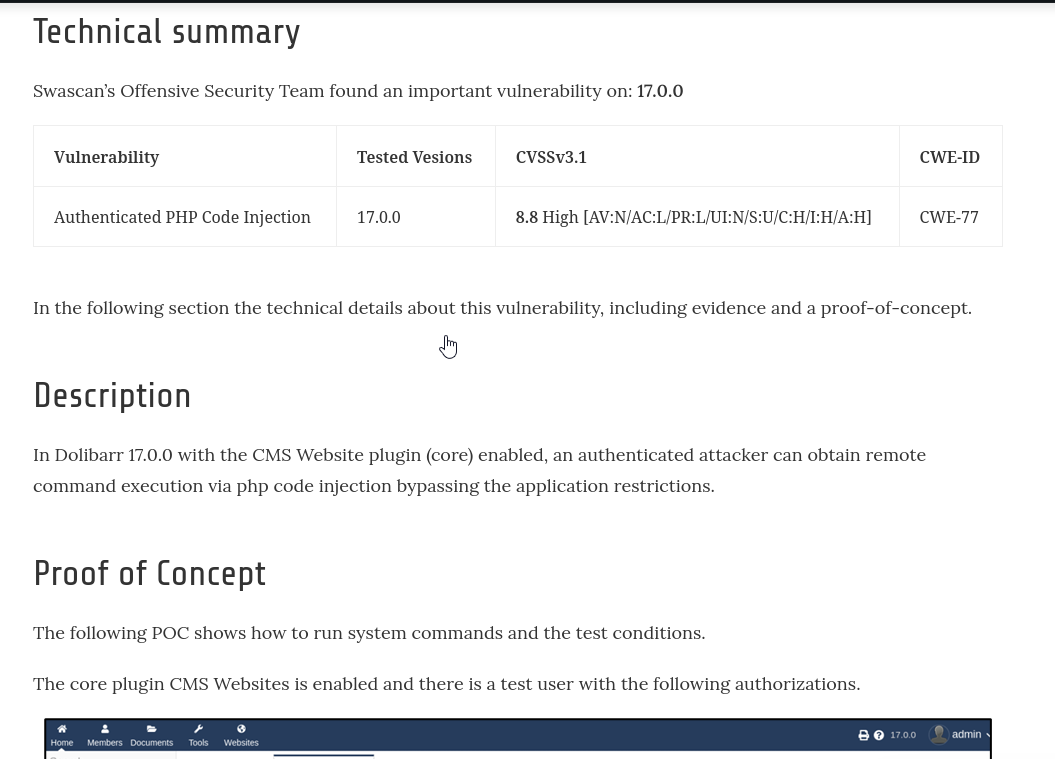 Technical summary
Swascan’s Offensive Security Team found an important vulnerability on: 17.0.0
Vulnerability Tested Vesions CVSSv3.1 CWE-ID
Authenticated PHP Code Injection 17.0.0 8.8 High [AV:N/AC:L/PR:L/UI:N/S:U/C:H/I:H/A:H] CWE-77
In the following section the technical details about this vulnerability, including evidence and a proof-of-concept.
Description
In Dolibarr 17.0.0 with the CMS Website plugin (core) enabled, an authenticated attacker can obtain remote
command execution via php code injection bypassing the application restrictions.
Proof of Concept
The following POC shows how to run system commands and the test conditions.
The core plugin CMS Websites is enabled and there is a test user with the following authorizations.
Home Members Documents Tools Websites 17.0.0 admin